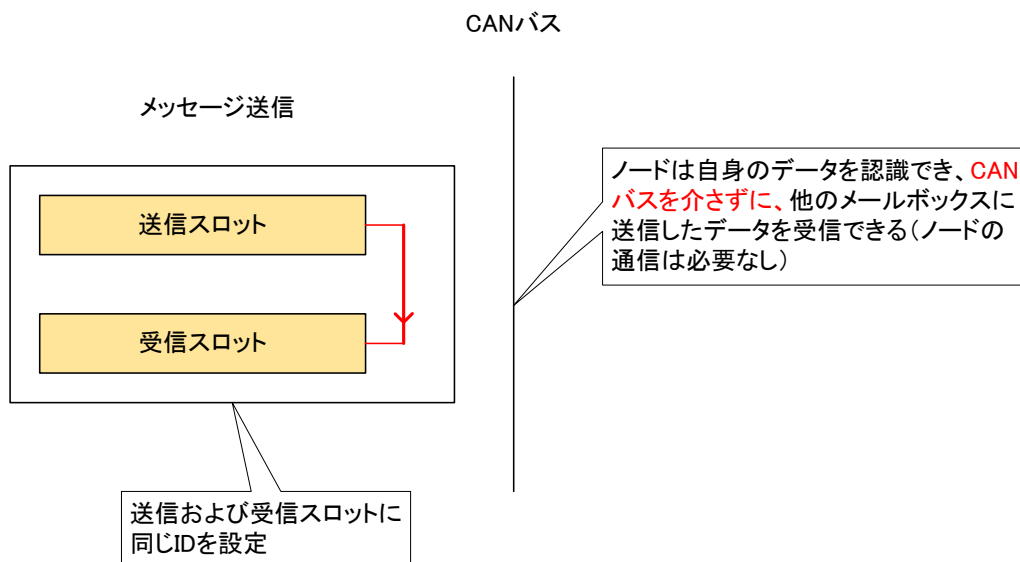 CANバス
メッセージ送信
送信スロット
受信スロット
ノードは自身のデータを認識でき、CAN
バスを介さずに、他のメールボックスに
送信したデータを受信できる（ノードの
通信は必要なし）
送信および受信スロットに
同じIDを設定